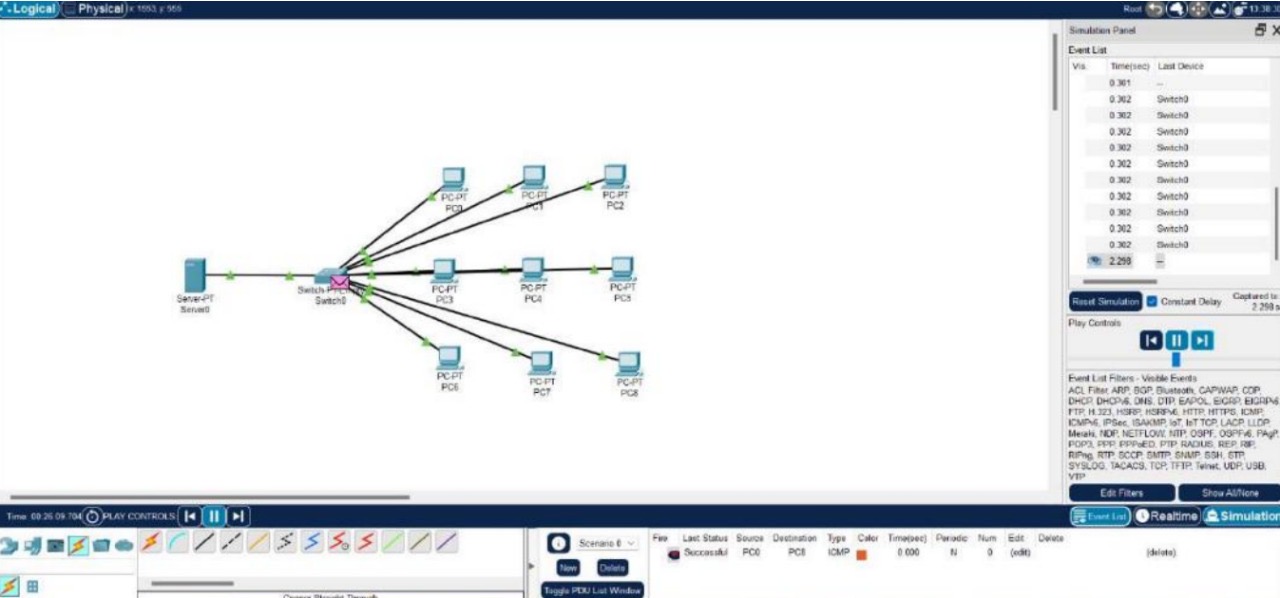 Logical Physical x: 1553, y: 555 Root 13:38:30
Simulation Panel
Event List
Vis. Time(sec) Last Device
0.301 --
0.302 Switch0
0.302 Switch0
0.302 Switch0
0.302 Switch0
0.302 Switch0
0.302 Switch0
0.302 Switch0
0.302 Switch0
0.302 Switch0
0.302 Switch0
2.298 --
Reset Simulation Constant Delay Captured to:
2.298 s
Play Controls
Event List Filters - Visible Events
ACL Filter, ARP, BGP, Bluetooth, CAPWAP, CDP,
DHCP, DHCPv6, DNS, DTP, EAPOL, EIGRP, EIGRPv6,
FTP, H.323, HSRP, HSRPv6, HTTP, HTTPS, ICMP,
ICMPv6, IPSec, ISAKMP, IoT, IoT TCP, LACP, LLDP,
Meraki, NDP, NETFLOW, NTP, OSPF, OSPFv6, PAgP,
POP3, PPP, PPPoED, PTP, RADIUS, REP, RIP,
RIPng, RTP, SCCP, SMTP, SNMP, SSH, STP,
SYSLOG, TACACS, TCP, TFTP, Telnet, UDP, USB,
VTP
Edit Filters Show All/None
Event List Realtime Simulation
PC-PT
PC0
PC-PT
PC1
PC-PT
PC2
Server-PT
Server0
Switch0
PC-PT
PC3
PC-PT
PC4
PC-PT
PC5
PC-PT
PC6
PC-PT
PC7
PC-PT
PC8
Time: 00:26:09.704 PLAY CONTROLS
Scenario 0
New Delete
Toggle PDU List Window
Fire Last Status Source Destination Type Color Time(sec) Periodic Num Edit Delete
Successful PC0 PC8 ICMP 0.000 N 0 (edit) (delete)